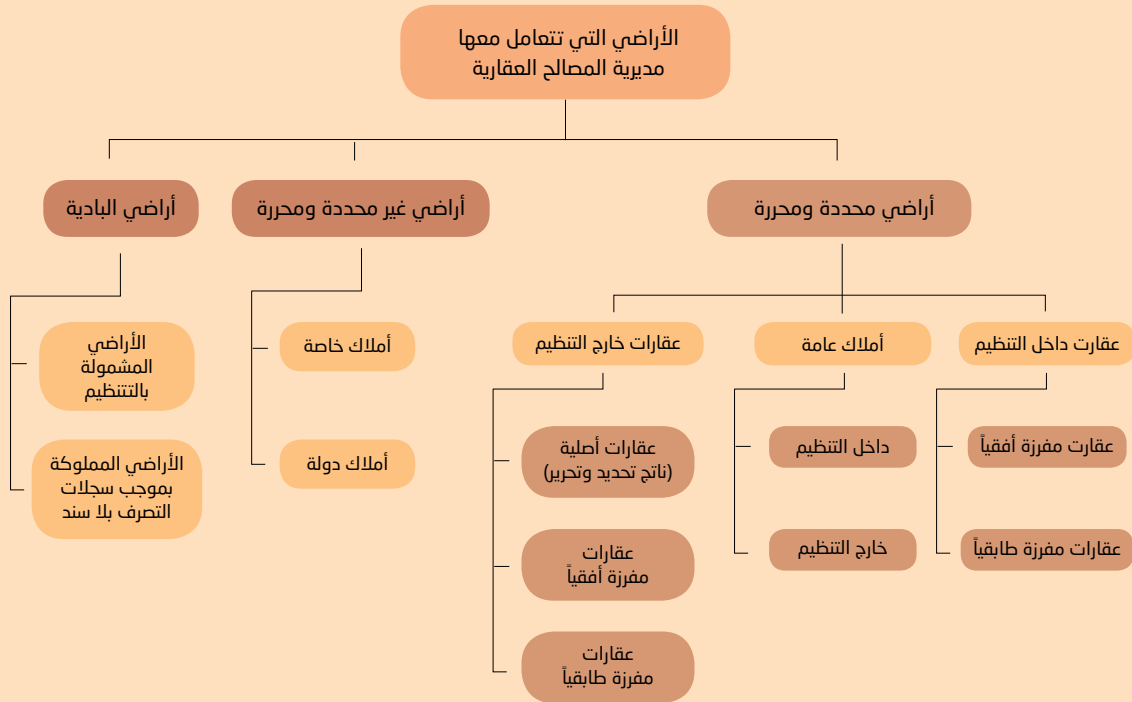 الأراضي التي تتعامل معها
مديرية المصالح العقارية
أراضي محددة ومحررة
أراضي غير محددة ومحررة
أراضي البادية
عقارت داخل التنظيم
أملاك عامة
عقارات خارج التنظيم
أملاك خاصة
الأراضي
المشمولة
بالتتنظيم
عقارت مفرزة أفقياً
داخل التنظيم
عقارات أصلية
(ناتج تحديد وتحرير)
أملاك دولة
الأراضي المملوكة
بموجب سجلات
التصرف بلا سند
عقارات مفرزة طابقياً
خارج التنظيم
عقارات
مفرزة أفقياً
عقارات
مفرزة طابقياً